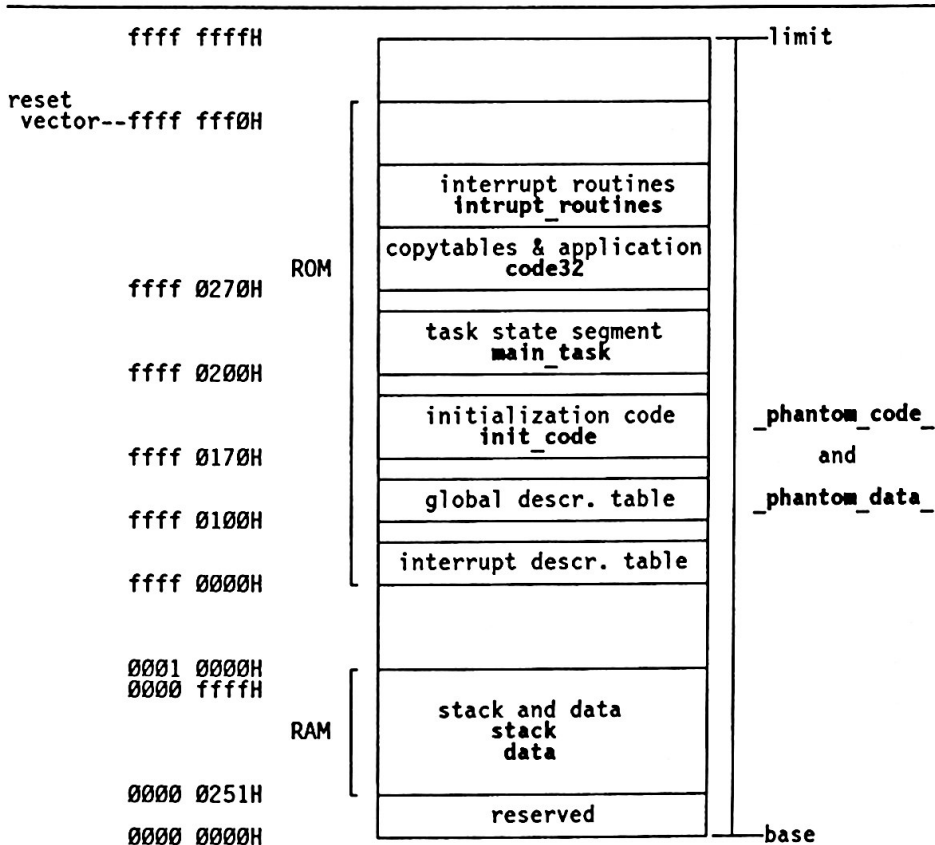 ffff ffffH limit
reset
vector--ffff fff0H
interrupt routines
intrupt_routines
copytables & application
code32
ROM
ffff 0270H
task state segment
main_task
ffff 0200H
initialization code
init_code
_phantom_code_
and
_phantom_data_
ffff 0170H
global descr. table
ffff 0100H
interrupt descr. table
ffff 0000H
0001 0000H
0000 ffffH
stack and data
stack
data
RAM
0000 0251H
reserved
0000 0000H base